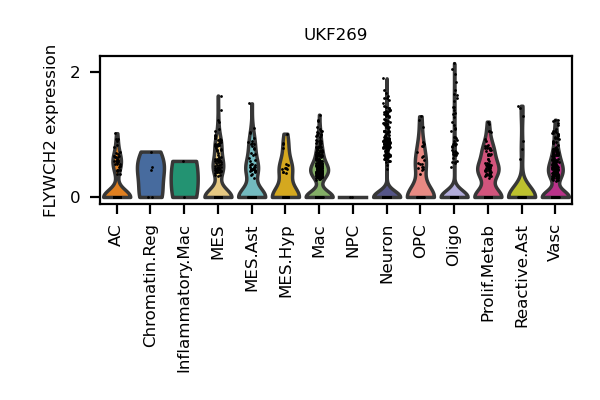 UKF269
FLYWCH2 expression
2
0
AC
Chromatin.Reg
Inflammatory.Mac
MES
MES.Ast
MES.Hyp
Mac
NPC
Neuron
OPC
Oligo
Prolif.Metab
Reactive.Ast
Vasc